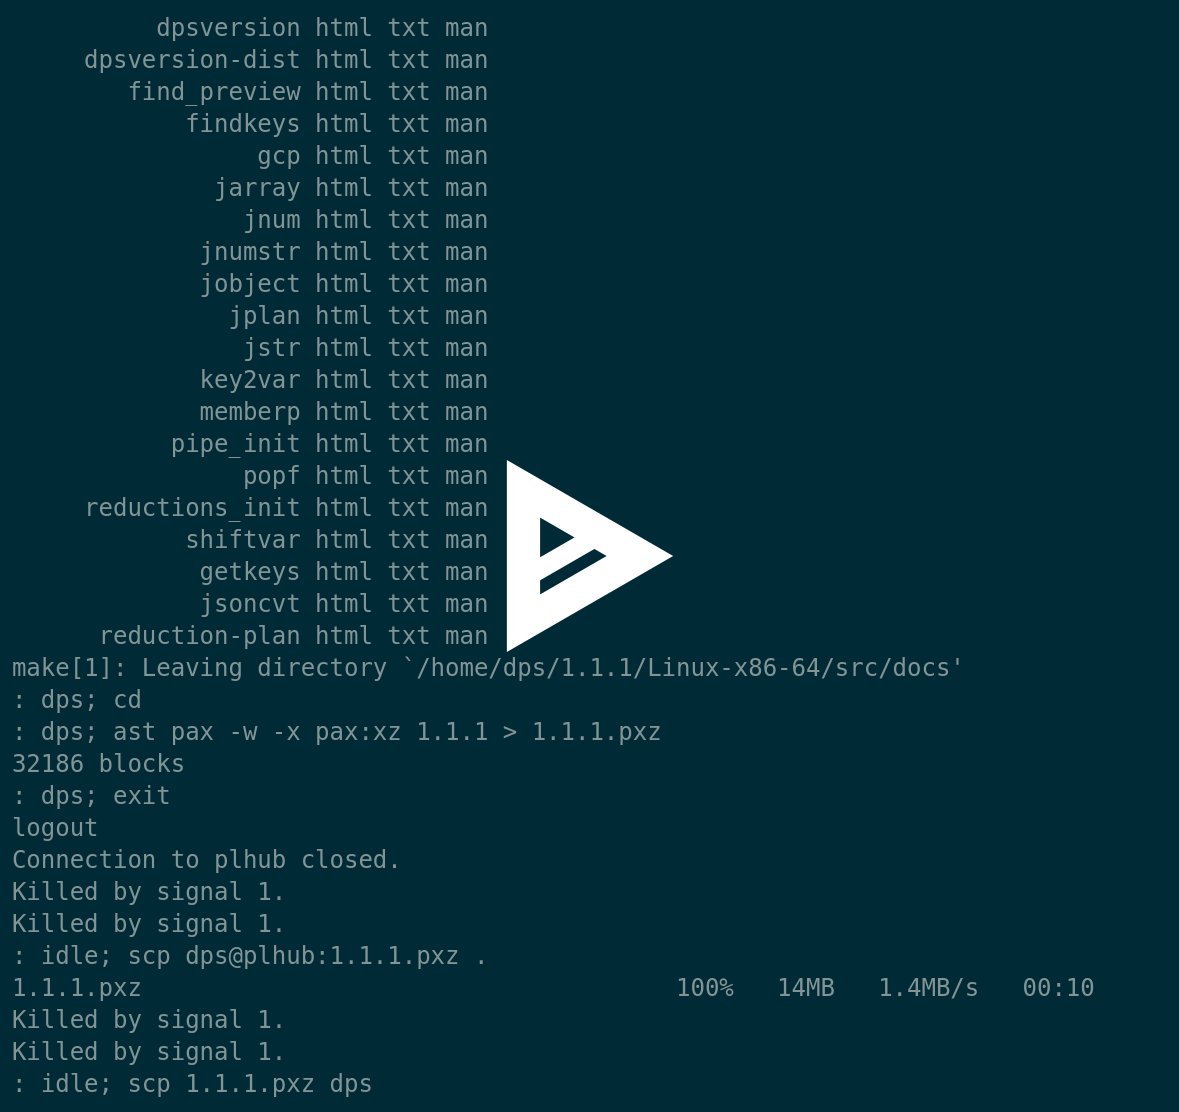 dpsversion html txt man
dpsversion-dist html txt man
find_preview html txt man
findkeys html txt man
gcp html txt man
jarray html txt man
jnum html txt man
jnumstr html txt man
jobject html txt man
jplan html txt man
jstr html txt man
key2var html txt man
memberp html txt man
pipe_init html txt man
popf html txt man
reductions_init html txt man
shiftvar html txt man
getkeys html txt man
jsoncvt html txt man
reduction-plan html txt man
make[1]: Leaving directory `/home/dps/1.1.1/Linux-x86-64/src/docs'
: dps; cd
: dps; ast pax -w -x pax:xz 1.1.1 > 1.1.1.pxz
32186 blocks
: dps; exit
logout
Connection to plhub closed.
Killed by signal 1.
Killed by signal 1.
: idle; scp dps@plhub:1.1.1.pxz .
1.1.1.pxz 100% 14MB 1.4MB/s 00:10
Killed by signal 1.
Killed by signal 1.
: idle; scp 1.1.1.pxz dps